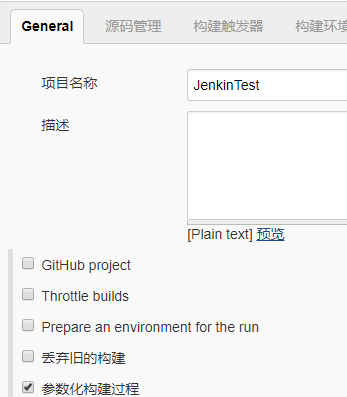 General 源码管理 构建触发器 构建环境
项目名称 JenkinTest
描述
[Plain text] 预览
GitHub project
Throttle builds
Prepare an environment for the run
丢弃旧的构建
参数化构建过程